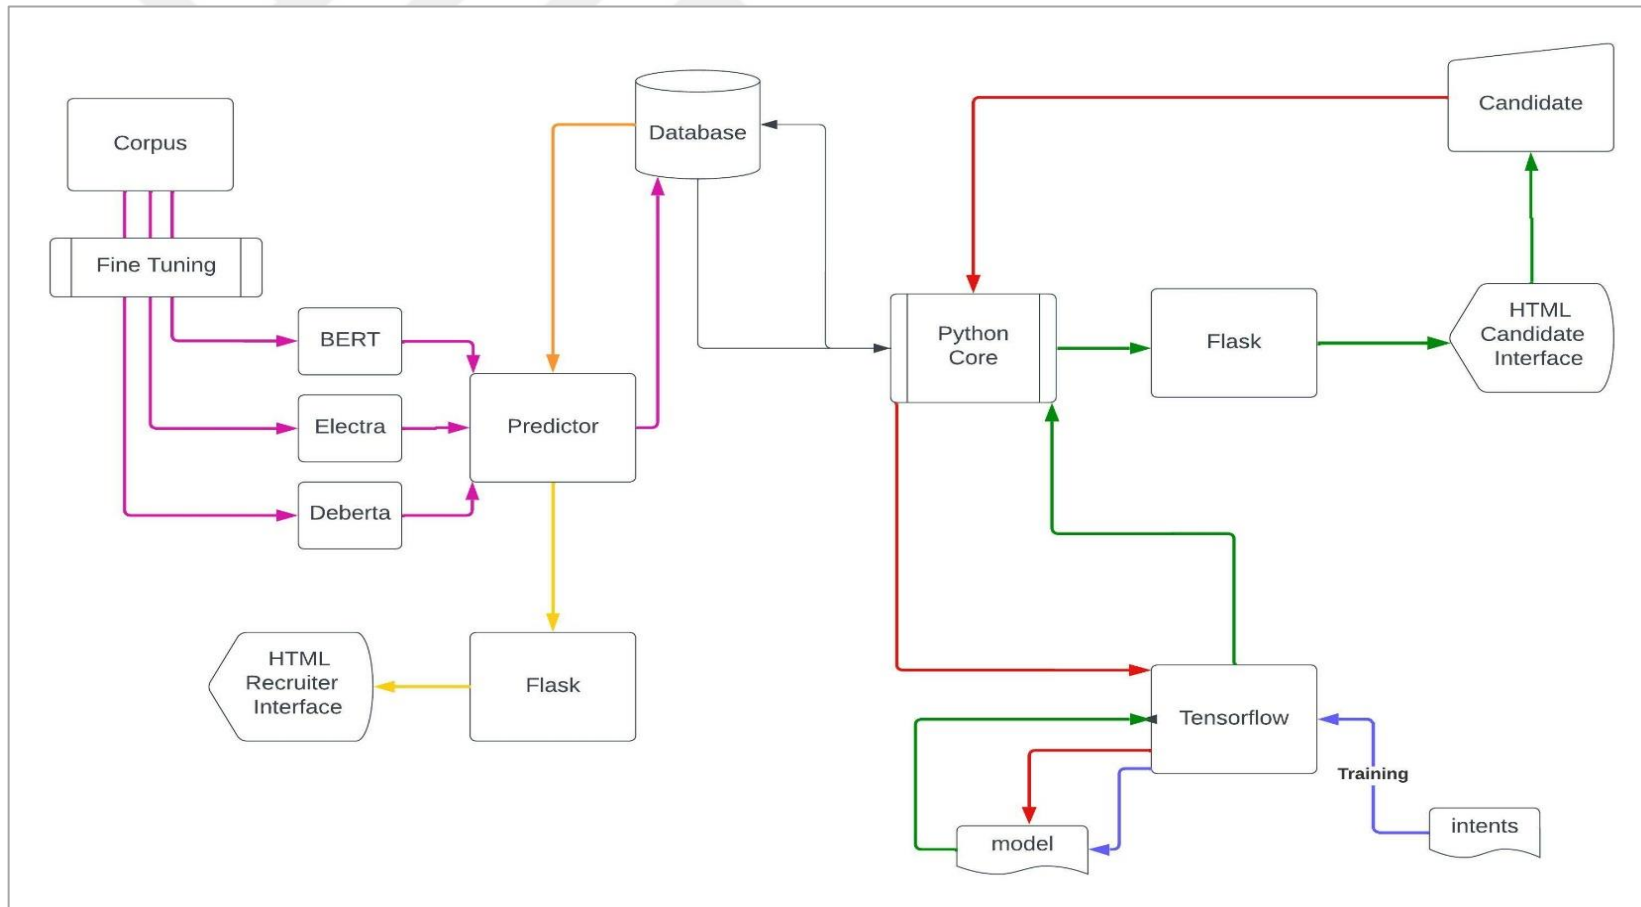 Corpus
Fine Tuning
BERT
Electra
Deberta
Predictor
Database
HTML
Recruiter
Interface
Flask
Candidate
Python
Core
Flask
HTML
Candidate
Interface
Tensorflow
Training
model
intents